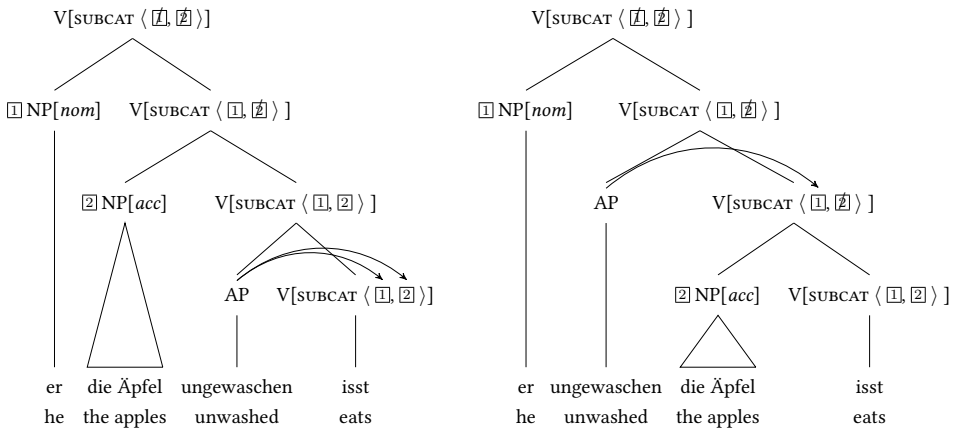 V[SUBCAT ⟨ 1̸, 2̸ ⟩ ]
1 NP[nom] V[SUBCAT ⟨ 1, 2̸ ⟩ ]
2 NP[acc] V[SUBCAT ⟨ 1, 2 ⟩ ]
AP V[SUBCAT ⟨ 1, 2 ⟩]
er die Äpfel ungewaschen isst
he the apples unwashed eats
V[SUBCAT ⟨ 1̸, 2̸ ⟩ ]
1 NP[nom] V[SUBCAT ⟨ 1, 2̸ ⟩ ]
AP V[SUBCAT ⟨ 1, 2̸ ⟩ ]
2 NP[acc] V[SUBCAT ⟨ 1, 2 ⟩ ]
er ungewaschen die Äpfel isst
he unwashed the apples eats